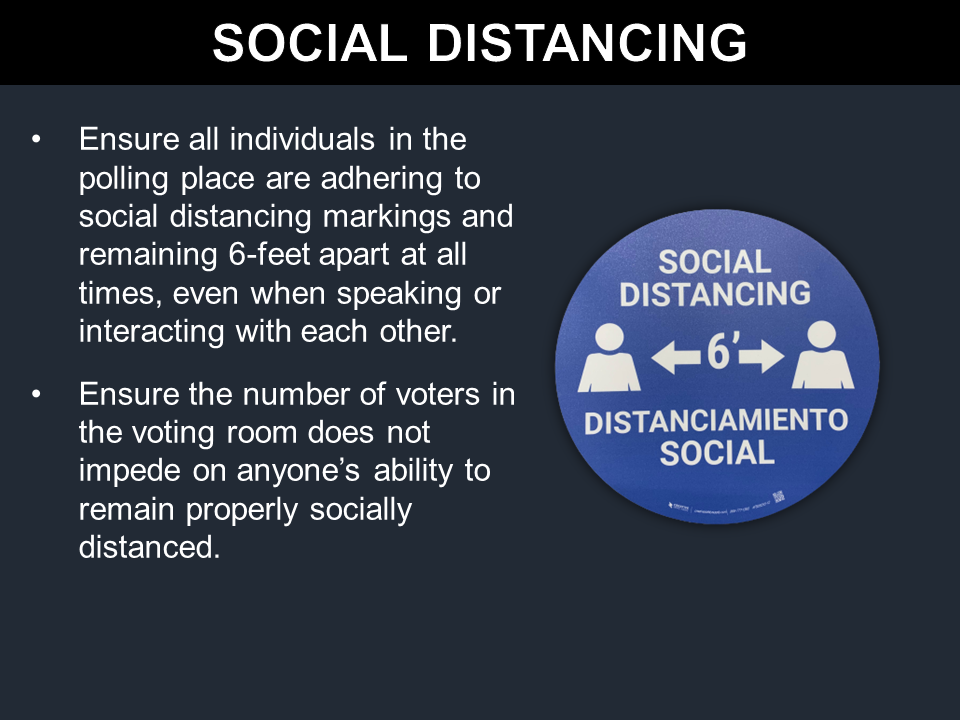 SOCIAL DISTANCING
• Ensure all individuals in the
polling place are adhering to
social distancing markings and
remaining 6-feet apart at all
times, even when speaking or
interacting with each other.
• Ensure the number of voters in
the voting room does not
impede on anyone’s ability to
remain properly socially
distanced.
SOCIAL
DISTANCING
6’
DISTANCIAMIENTO
SOCIAL